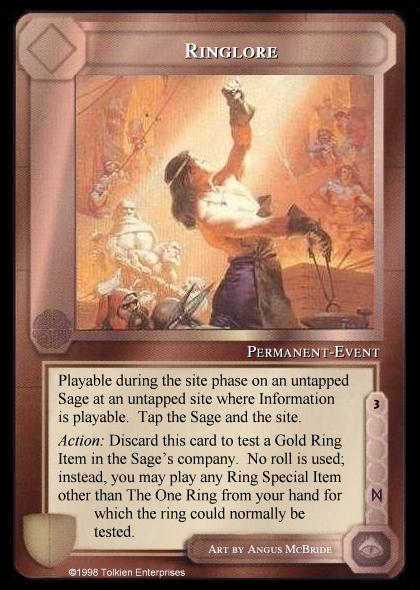 RINGLORE
PERMANENT-EVENT
Playable during the site phase on an untapped
Sage at an untapped site where Information
is playable. Tap the Sage and the site.
3
Action: Discard this card to test a Gold Ring
Item in the Sage's company. No roll is used;
instead, you may play any Ring Special Item
other than The One Ring from your hand for
which the ring could normally be
tested.
ART BY ANGUS MCBRIDE
©1998 Tolkien Enterprises